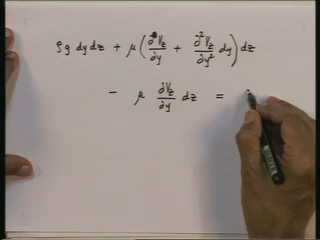 ρg dy dz + μ(∂V_z/∂y + ∂²V_z/∂y² dy) dz
− μ ∂V_z/∂y dz =